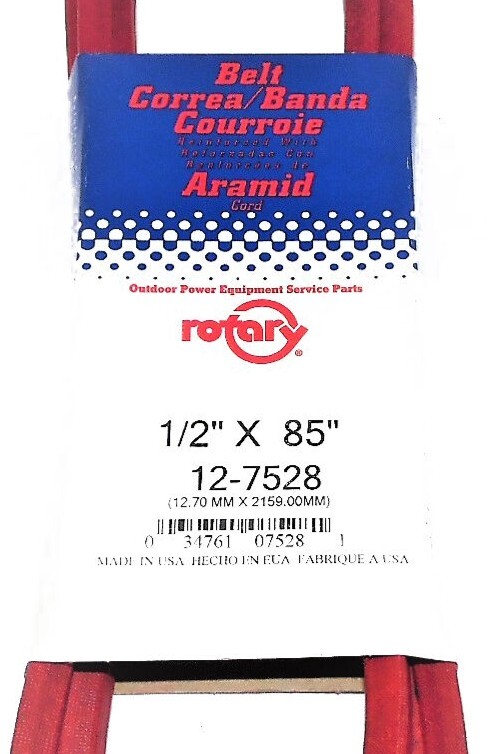 Belt
Correa/Banda
Courroie
Reinforced With
Reforzadas Con
Renforcées de
Aramid
Cord
Outdoor Power Equipment Service Parts
rotary®
1/2" X 85"
12-7528
(12.70 MM X 2159.00MM)
0 34761 07528 1
MADE IN USA HECHO EN EUA FABRIQUE A USA